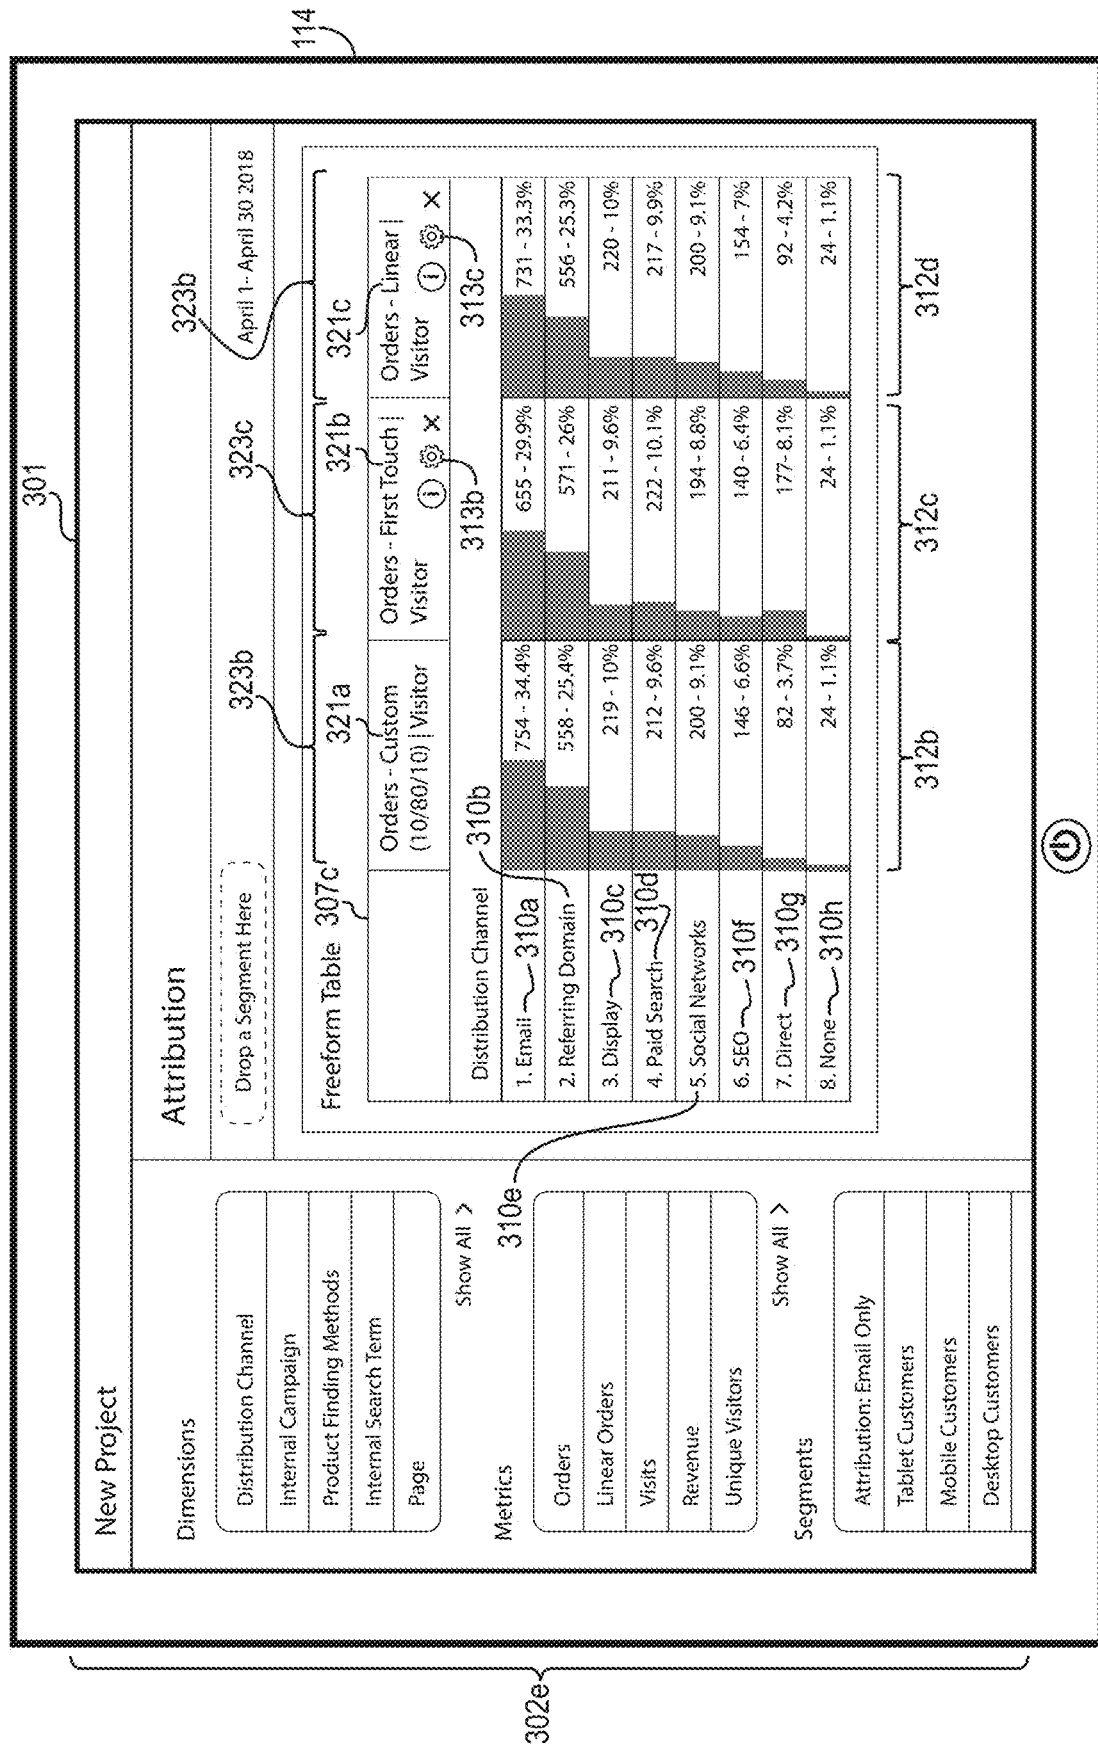 301
114
302e
New Project
Dimensions
Distribution Channel
Internal Campaign
Product Finding Methods
Internal Search Term
Page
Show All >
Metrics
310e
Orders
Linear Orders
Visits
Revenue
Unique Visitors
Show All >
Segments
Attribution: Email Only
Tablet Customers
Mobile Customers
Desktop Customers
Attribution
323b
323c
323b
Drop a Segment Here
April 1- April 30 2018
Freeform Table
307c
321a
321b
321c
Orders - Custom
(10/80/10) | Visitor
Orders - First Touch |
Visitor
Orders - Linear |
Visitor
i
X
i
X
Distribution Channel
310b
313b
313c
1. Email
310a
754 - 34.4%
655 - 29.9%
731 - 33.3%
2. Referring Domain
558 - 25.4%
571 - 26%
556 - 25.3%
3. Display
310c
219 - 10%
211 - 9.6%
220 - 10%
4. Paid Search
310d
212 - 9.6%
222 - 10.1%
217 - 9.9%
5. Social Networks
200 - 9.1%
194 - 8.8%
200 - 9.1%
6. SEO
310f
146 - 6.6%
140 - 6.4%
154 - 7%
7. Direct
310g
82 - 3.7%
177 - 8.1%
92 - 4.2%
8. None
310h
24 - 1.1%
24 - 1.1%
24 - 1.1%
312b
312c
312d